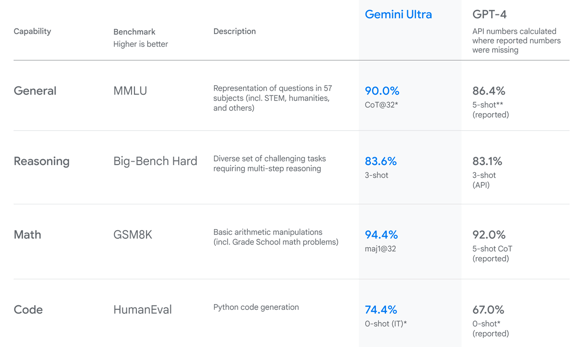 Capability
Benchmark
Higher is better
Description
Gemini Ultra
GPT-4
API numbers calculated
where reported numbers
were missing
General
MMLU
Representation of questions in 57
subjects (incl. STEM, humanities,
and others)
90.0%
CoT@32*
86.4%
5-shot**
(reported)
Reasoning
Big-Bench Hard
Diverse set of challenging tasks
requiring multi-step reasoning
83.6%
3-shot
83.1%
3-shot
(API)
Math
GSM8K
Basic arithmetic manipulations
(incl. Grade School math problems)
94.4%
maj1@32
92.0%
5-shot CoT
(reported)
Code
HumanEval
Python code generation
74.4%
0-shot (IT)*
67.0%
0-shot*
(reported)